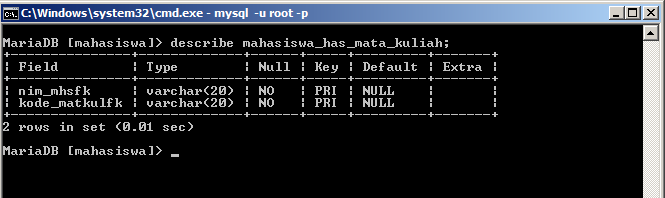 C:\Windows\system32\cmd.exe - mysql -u root -p
MariaDB [mahasiswa]> describe mahasiswa_has_mata_kuliah;
+---------------+-------------+------+-----+---------+-------+
| Field         | Type        | Null | Key | Default | Extra |
+---------------+-------------+------+-----+---------+-------+
| nim_mhsfk     | varchar(20) | NO   | PRI | NULL    |       |
| kode_matkulfk | varchar(20) | NO   | PRI | NULL    |       |
+---------------+-------------+------+-----+---------+-------+
2 rows in set (0.01 sec)
MariaDB [mahasiswa]> _